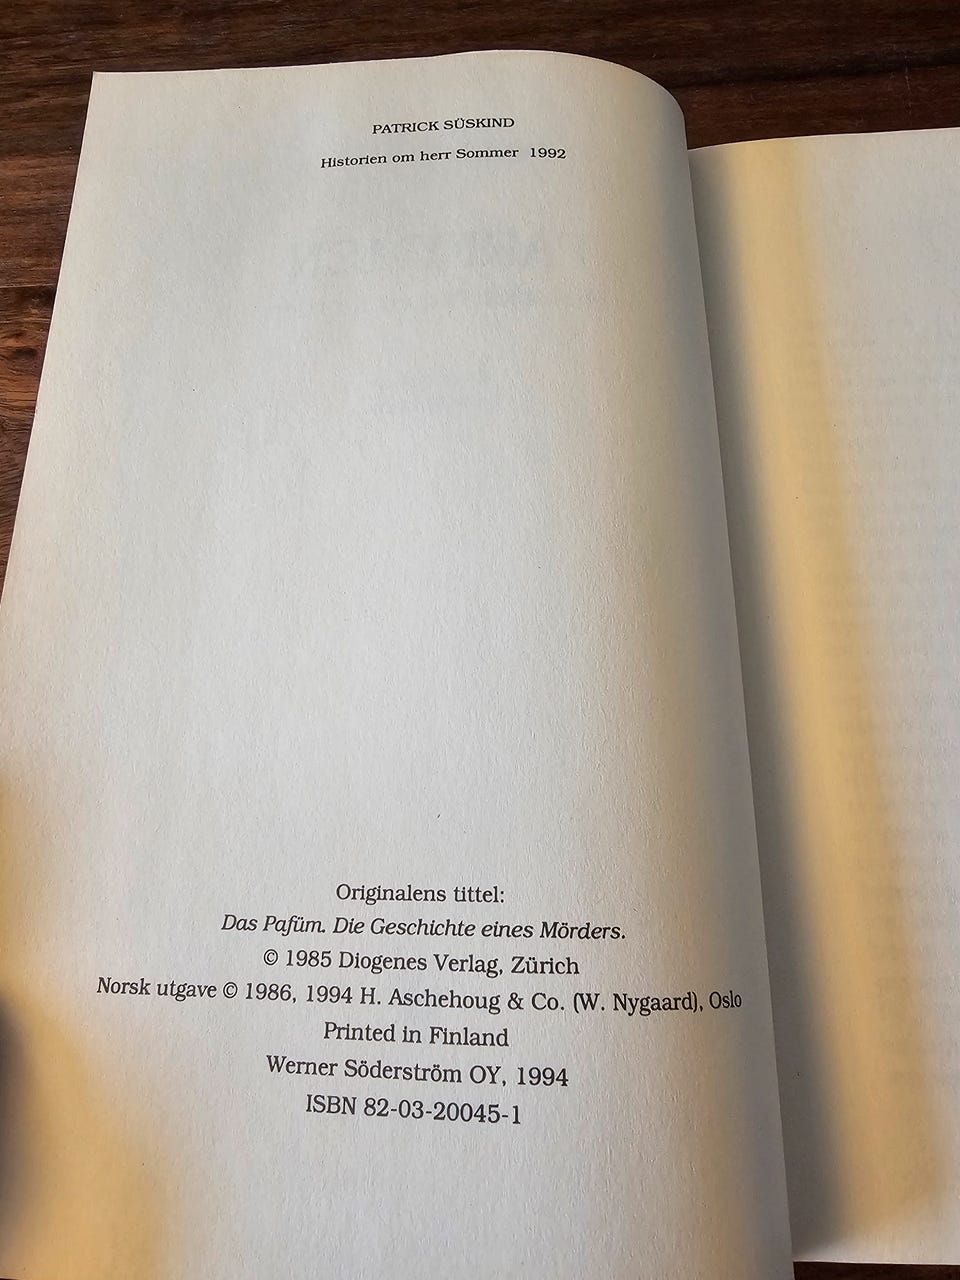 PATRICK SÜSKIND
Historien om herr Sommer 1992
Originalens tittel:
Das Pafüm. Die Geschichte eines Mörders.
© 1985 Diogenes Verlag, Zürich
Norsk utgave © 1986, 1994 H. Aschehoug & Co. (W. Nygaard), Oslo
Printed in Finland
Werner Söderström OY, 1994
ISBN 82-03-20045-1